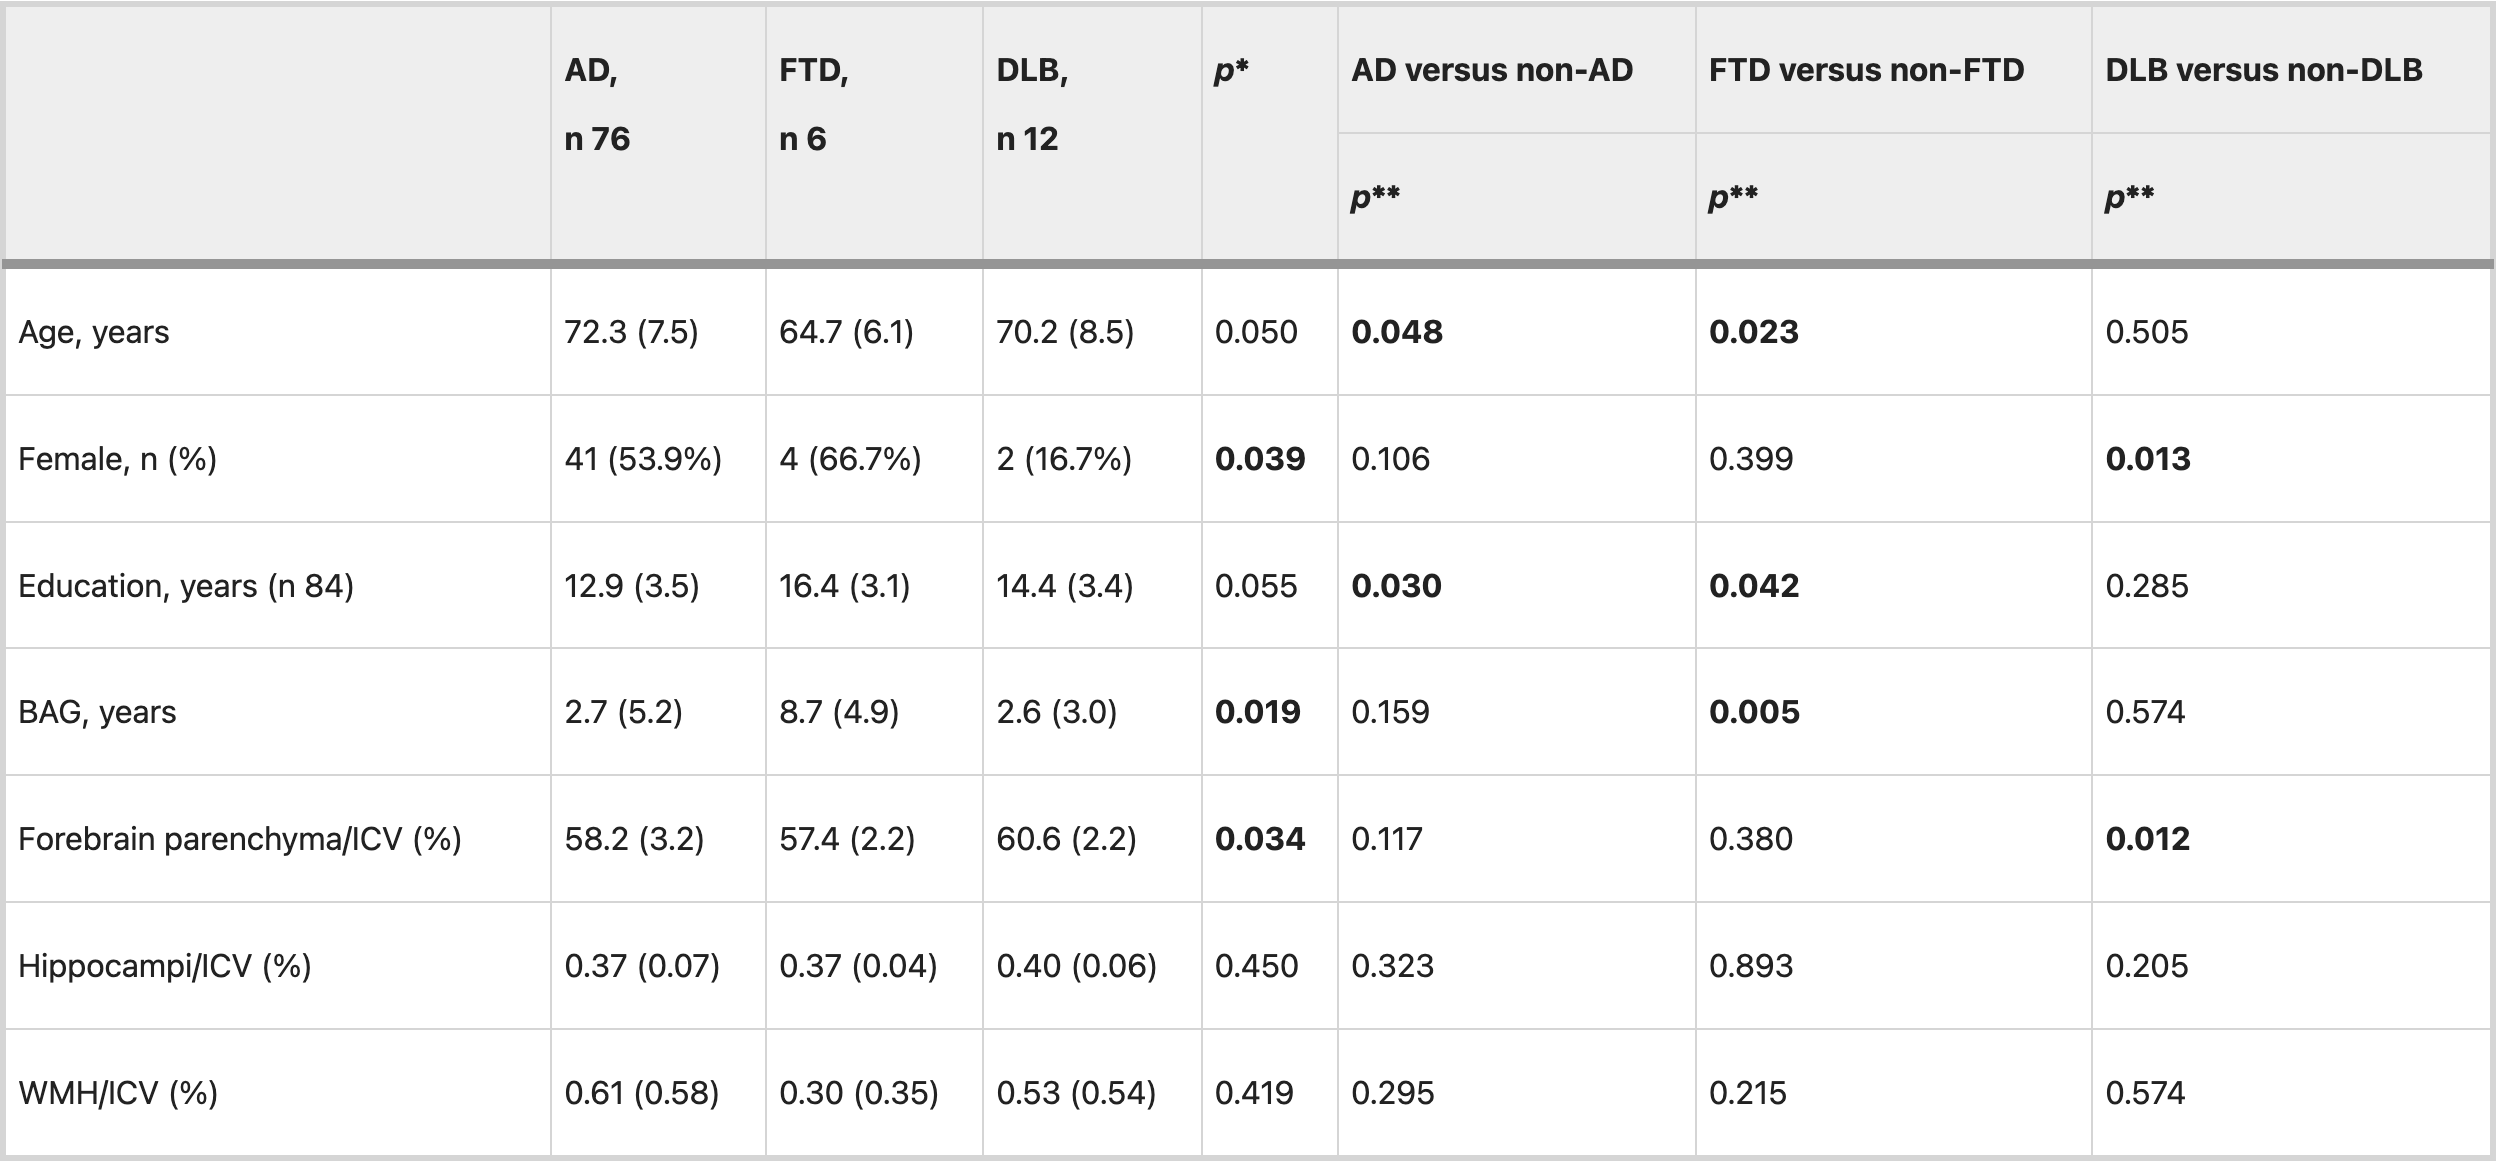 AD, FTD, DLB, p* AD versus non-AD FTD versus non-FTD DLB versus non-DLB
n 76 n 6 n 12
p** p** p**
Age, years 72.3 (7.5) 64.7 (6.1) 70.2 (8.5) 0.050 0.048 0.023 0.505
Female, n (%) 41 (53.9%) 4 (66.7%) 2 (16.7%) 0.039 0.106 0.399 0.013
Education, years (n 84) 12.9 (3.5) 16.4 (3.1) 14.4 (3.4) 0.055 0.030 0.042 0.285
BAG, years 2.7 (5.2) 8.7 (4.9) 2.6 (3.0) 0.019 0.159 0.005 0.574
Forebrain parenchyma/ICV (%) 58.2 (3.2) 57.4 (2.2) 60.6 (2.2) 0.034 0.117 0.380 0.012
Hippocampi/ICV (%) 0.37 (0.07) 0.37 (0.04) 0.40 (0.06) 0.450 0.323 0.893 0.205
WMH/ICV (%) 0.61 (0.58) 0.30 (0.35) 0.53 (0.54) 0.419 0.295 0.215 0.574